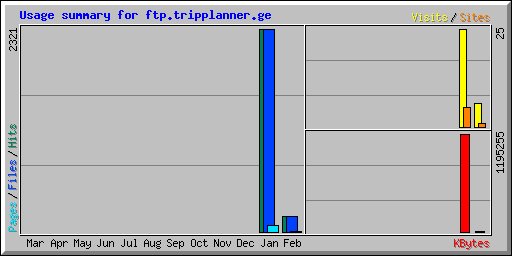 Usage summary for ftp.tripplanner.ge
Visits / Sites
2321
25
Pages / Files / Hits
1195255
Mar Apr May Jun Jul Aug Sep Oct Nov Dec Jan Feb
KBytes